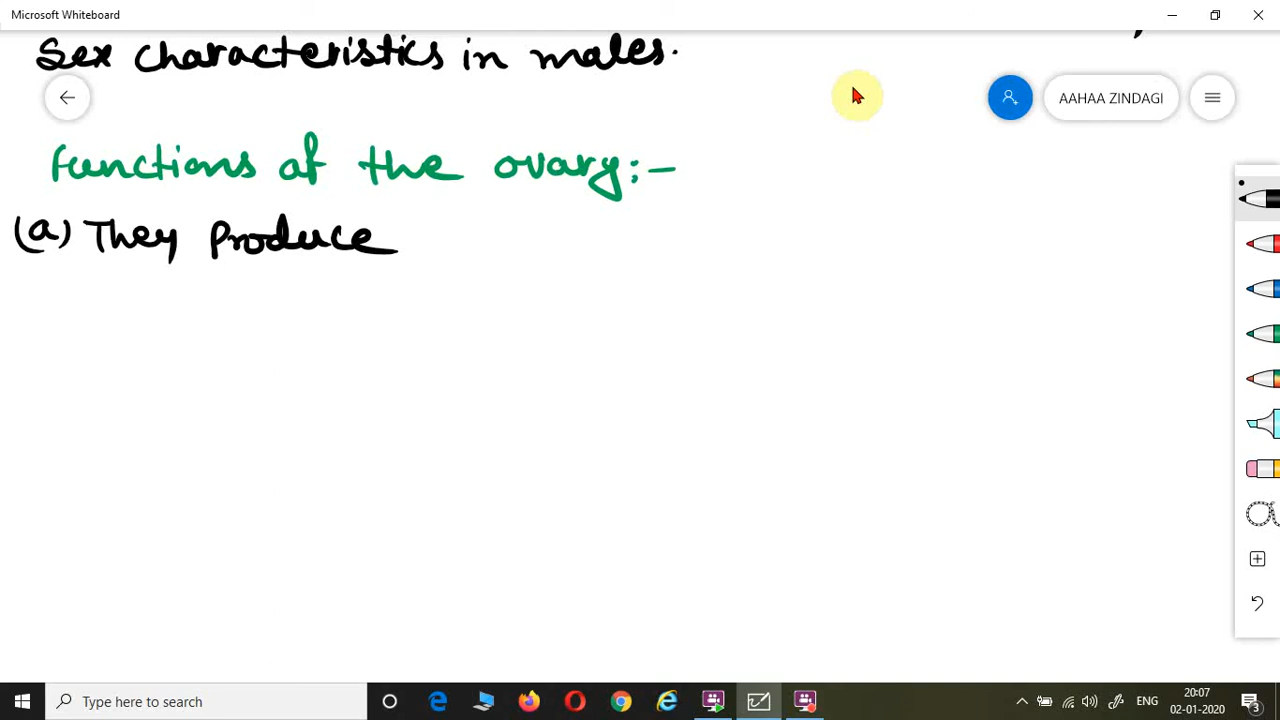 Microsoft Whiteboard
Sex characteristics in males.
AAHAA ZINDAGI
Functions of the ovary:-
(a) They produce
Type here to search
ENG
20:07
02-01-2020
3